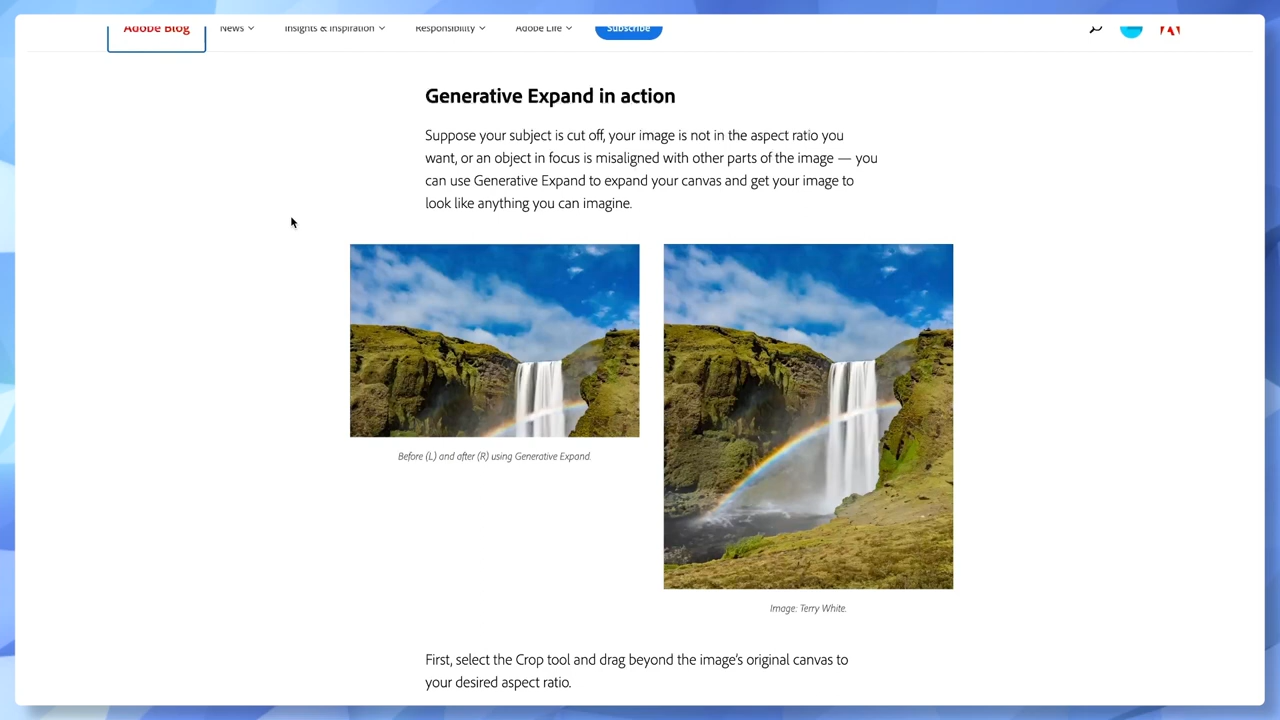 Adobe Blog News Insights & Inspiration Responsibility Adobe Life Subscribe
Generative Expand in action
Suppose your subject is cut off, your image is not in the aspect ratio you
want, or an object in focus is misaligned with other parts of the image — you
can use Generative Expand to expand your canvas and get your image to
look like anything you can imagine.
Before (L) and after (R) using Generative Expand.
Image: Terry White.
First, select the Crop tool and drag beyond the image's original canvas to
your desired aspect ratio.